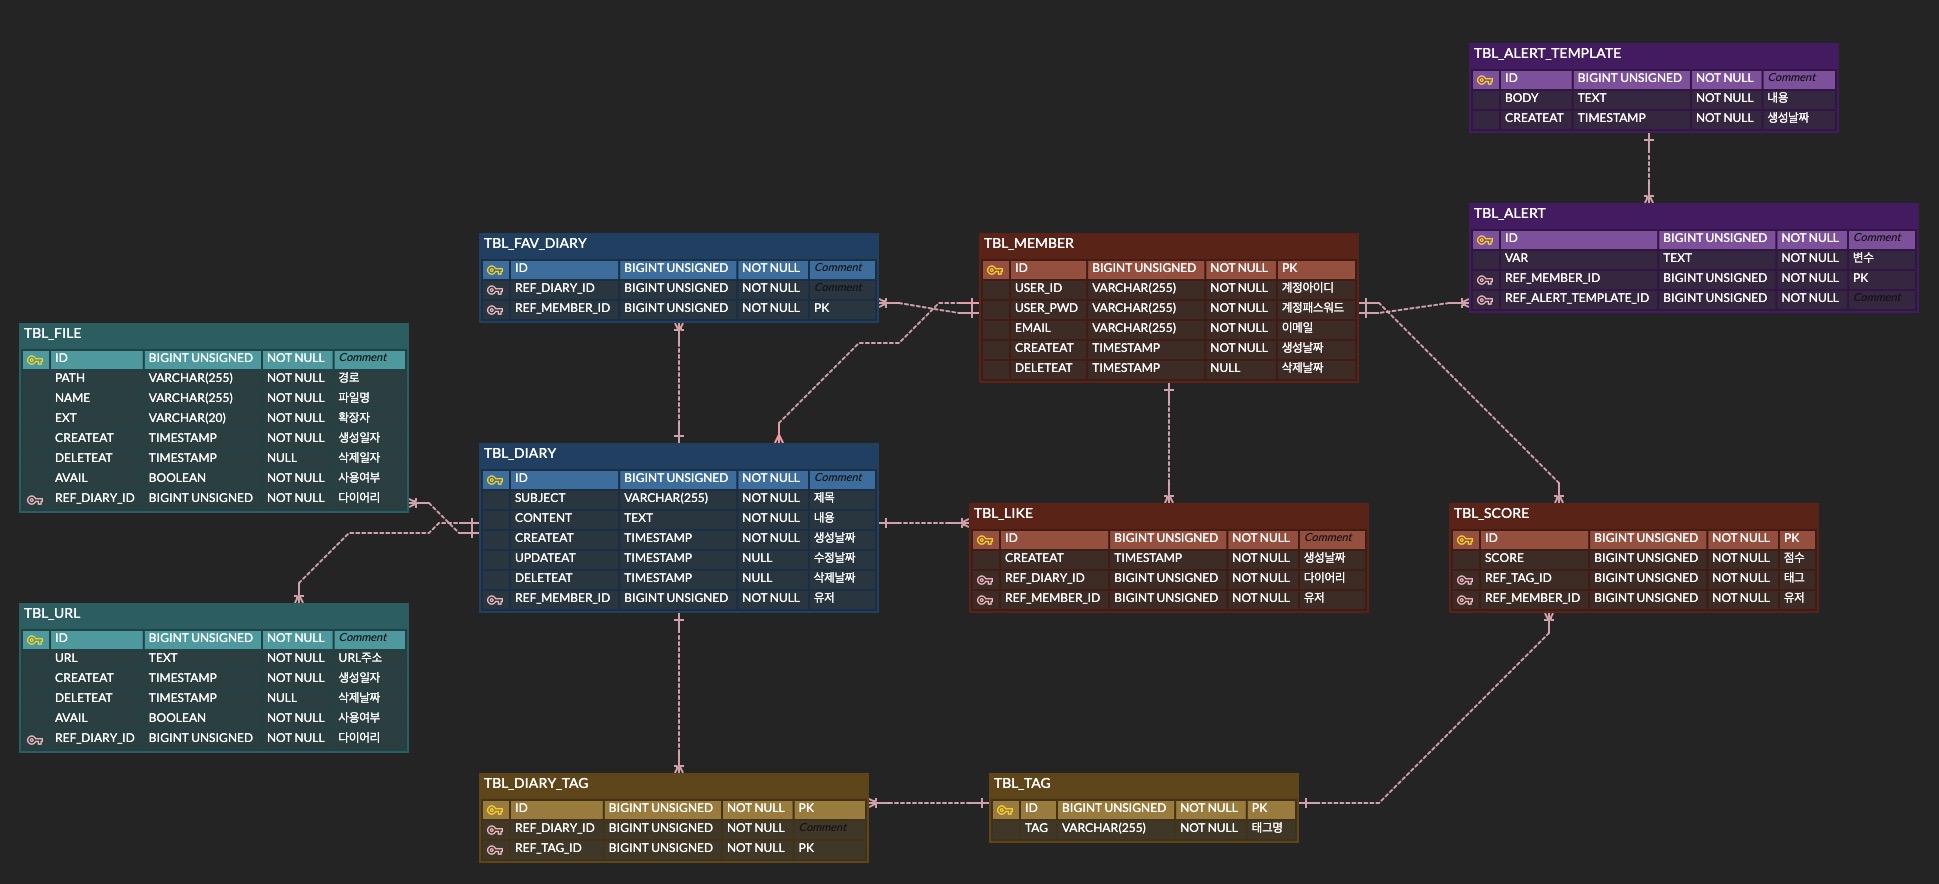 TBL_ALERT_TEMPLATE
ID BIGINT UNSIGNED NOT NULL Comment
BODY TEXT NOT NULL 내용
CREATEAT TIMESTAMP NOT NULL 생성날짜
TBL_ALERT
ID BIGINT UNSIGNED NOT NULL Comment
VAR TEXT NOT NULL 변수
REF_MEMBER_ID BIGINT UNSIGNED NOT NULL PK
REF_ALERT_TEMPLATE_ID BIGINT UNSIGNED NOT NULL Comment
TBL_FAV_DIARY
ID BIGINT UNSIGNED NOT NULL Comment
REF_DIARY_ID BIGINT UNSIGNED NOT NULL Comment
REF_MEMBER_ID BIGINT UNSIGNED NOT NULL PK
TBL_MEMBER
ID BIGINT UNSIGNED NOT NULL PK
USER_ID VARCHAR(255) NOT NULL 계정아이디
USER_PWD VARCHAR(255) NOT NULL 계정패스워드
EMAIL VARCHAR(255) NOT NULL 이메일
CREATEAT TIMESTAMP NOT NULL 생성날짜
DELETEAT TIMESTAMP NULL 삭제날짜
TBL_FILE
ID BIGINT UNSIGNED NOT NULL Comment
PATH VARCHAR(255) NOT NULL 경로
NAME VARCHAR(255) NOT NULL 파일명
EXT VARCHAR(20) NOT NULL 확장자
CREATEAT TIMESTAMP NOT NULL 생성일자
DELETEAT TIMESTAMP NULL 삭제일자
AVAIL BOOLEAN NOT NULL 사용여부
REF_DIARY_ID BIGINT UNSIGNED NOT NULL 다이어리
TBL_DIARY
ID BIGINT UNSIGNED NOT NULL Comment
SUBJECT VARCHAR(255) NOT NULL 제목
CONTENT TEXT NOT NULL 내용
CREATEAT TIMESTAMP NOT NULL 생성날짜
UPDATEAT TIMESTAMP NULL 수정날짜
DELETEAT TIMESTAMP NULL 삭제날짜
REF_MEMBER_ID BIGINT UNSIGNED NOT NULL 유저
TBL_LIKE
ID BIGINT UNSIGNED NOT NULL Comment
CREATEAT TIMESTAMP NOT NULL 생성날짜
REF_DIARY_ID BIGINT UNSIGNED NOT NULL 다이어리
REF_MEMBER_ID BIGINT UNSIGNED NOT NULL 유저
TBL_SCORE
ID BIGINT UNSIGNED NOT NULL PK
SCORE BIGINT UNSIGNED NOT NULL 점수
REF_TAG_ID BIGINT UNSIGNED NOT NULL 태그
REF_MEMBER_ID BIGINT UNSIGNED NOT NULL 유저
TBL_URL
ID BIGINT UNSIGNED NOT NULL Comment
URL TEXT NOT NULL URL주소
CREATEAT TIMESTAMP NOT NULL 생성일자
DELETEAT TIMESTAMP NULL 삭제날짜
AVAIL BOOLEAN NOT NULL 사용여부
REF_DIARY_ID BIGINT UNSIGNED NOT NULL 다이어리
TBL_DIARY_TAG
ID BIGINT UNSIGNED NOT NULL PK
REF_DIARY_ID BIGINT UNSIGNED NOT NULL Comment
REF_TAG_ID BIGINT UNSIGNED NOT NULL PK
TBL_TAG
ID BIGINT UNSIGNED NOT NULL PK
TAG VARCHAR(255) NOT NULL 태그명